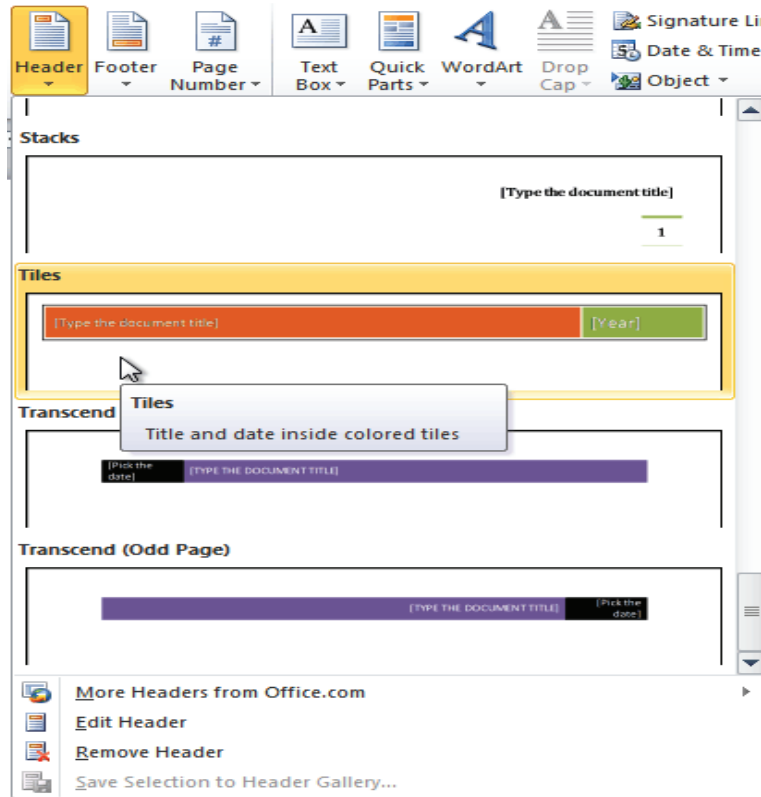 Header Footer Page Number Text Box Quick Parts WordArt Drop Cap
Signature Li
Date & Time
Object
Stacks
[Type the document title]
1
Tiles
[Type the document title] [Year]
Tiles
Title and date inside colored tiles
Transcend
[Pick the date] [TYPE THE DOCUMENT TITLE]
Transcend (Odd Page)
[TYPE THE DOCUMENT TITLE] [Pick the date]
More Headers from Office.com
Edit Header
Remove Header
Save Selection to Header Gallery...